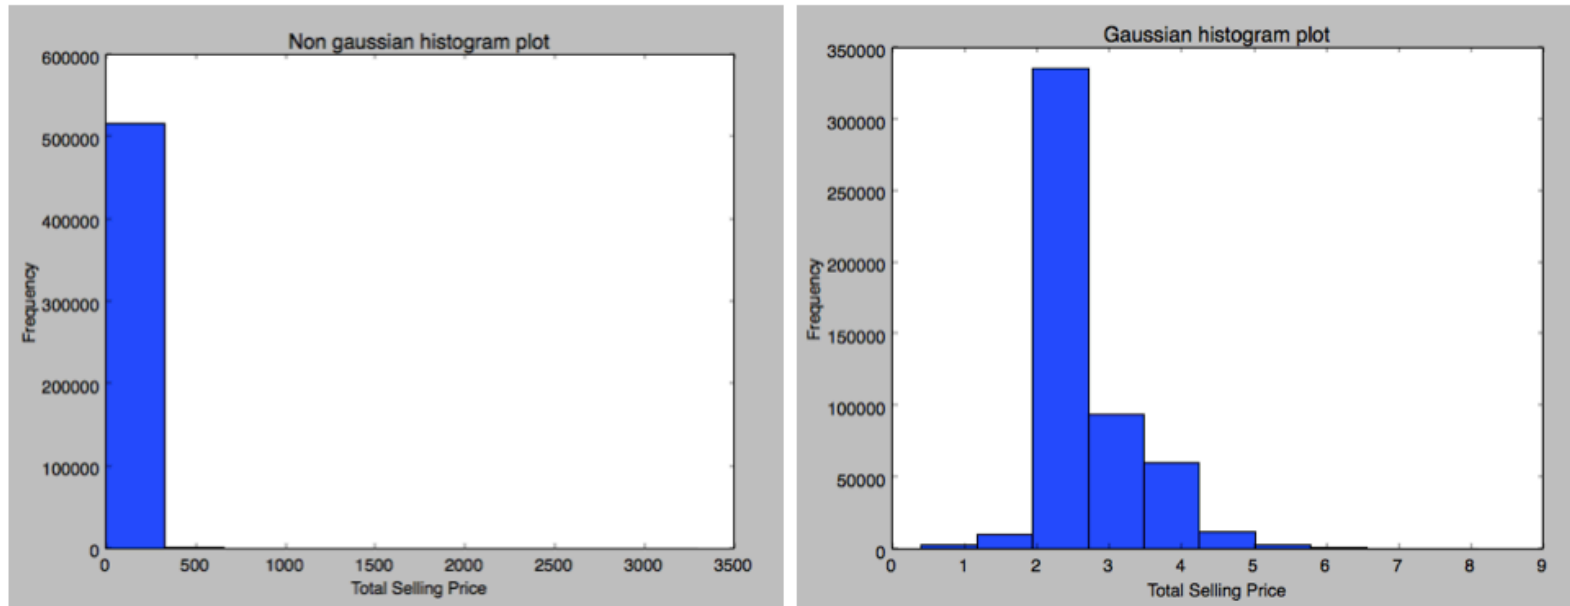 Non gaussian histogram plot
600000
500000
400000
300000
200000
100000
0
Frequency
0 500 1000 1500 2000 2500 3000 3500
Total Selling Price
Gaussian histogram plot
350000
300000
250000
200000
150000
100000
50000
0
Frequency
0 1 2 3 4 5 6 7 8 9
Total Selling Price